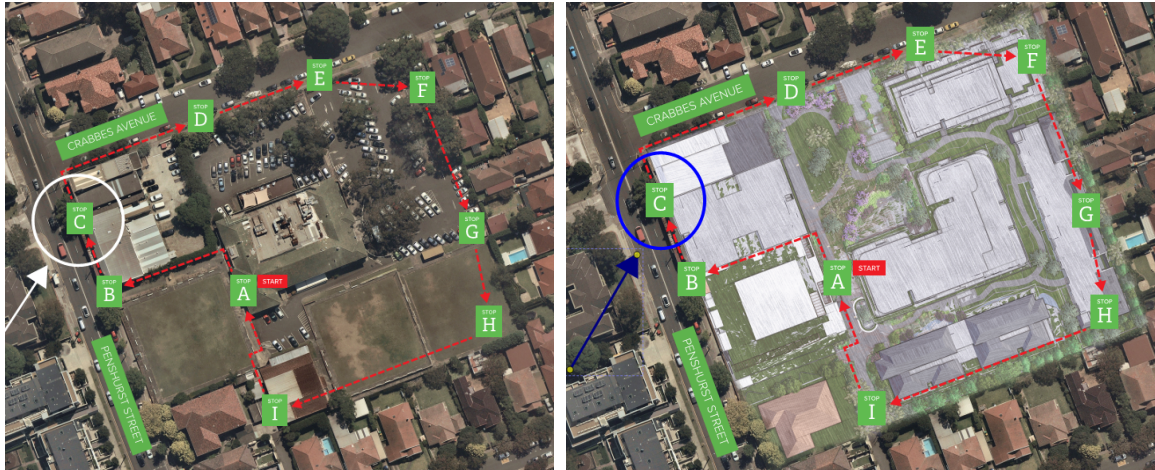 STOP
E
STOP
F
STOP
D
CRABBES AVENUE
STOP
C
STOP
G
STOP
B
STOP
A
START
STOP
H
PENSHURST STREET
STOP
I
STOP
E
STOP
F
STOP
D
CRABBES AVENUE
STOP
C
STOP
G
STOP
B
STOP
A
START
STOP
H
PENSHURST STREET
STOP
I